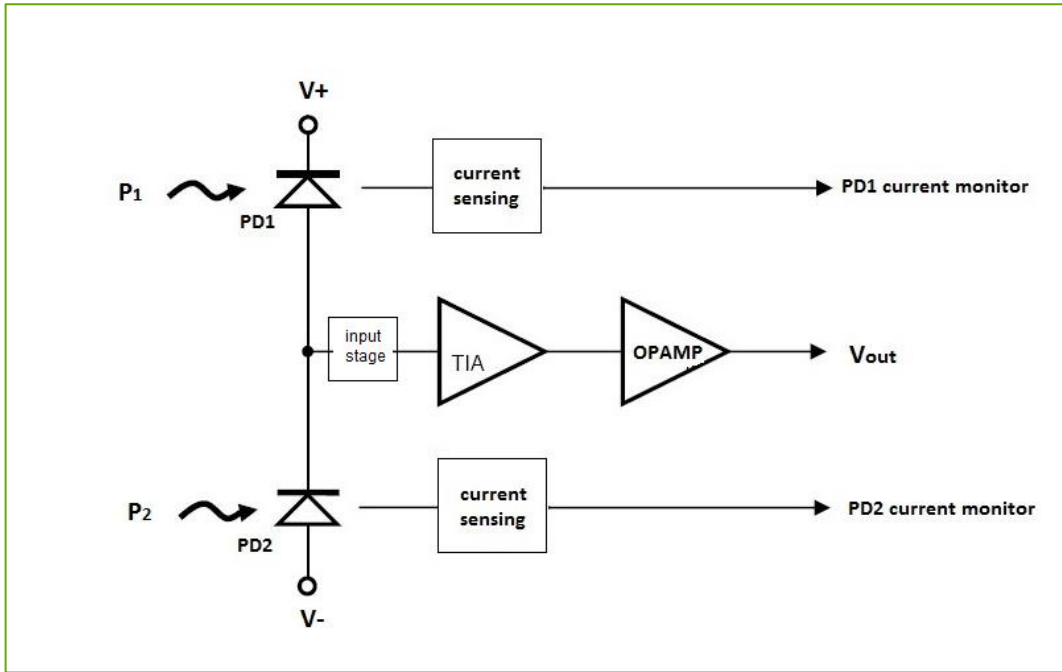 V+
P1
PD1
current
sensing
PD1 current monitor
input
stage
TIA
OPAMP
Vout
P2
PD2
current
sensing
PD2 current monitor
V-